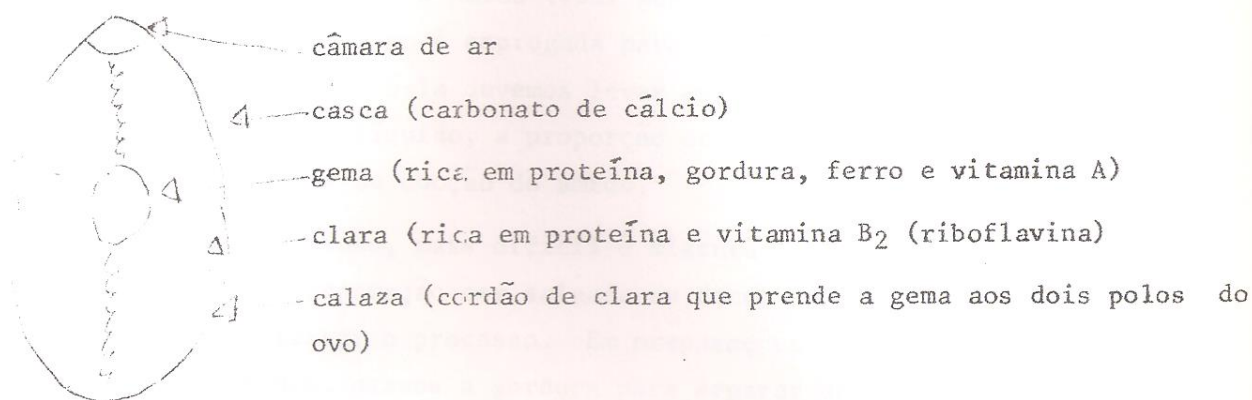 câmara de ar
casca (carbonato de cálcio)
gema (rica em proteína, gordura, ferro e vitamina A)
clara (rica em proteína e vitamina B2 (riboflavina)
calaza (cordão de clara que prende a gema aos dois polos do
ovo)